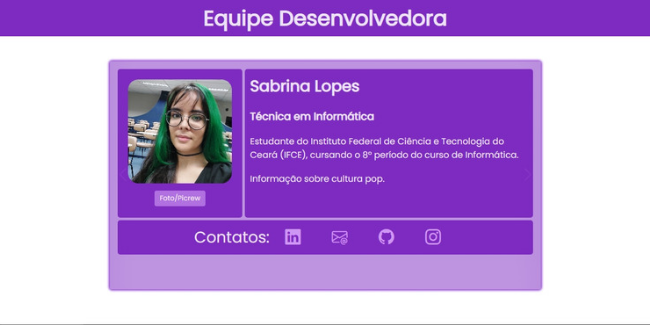 Equipe Desenvolvedora
Sabrina Lopes
Técnica em Informática
Estudante do Instituto Federal de Ciência e Tecnologia do
Ceará (IFCE), cursando o 8º período do curso de Informática.
Informação sobre cultura pop.
Foto/Picrew
Contatos: